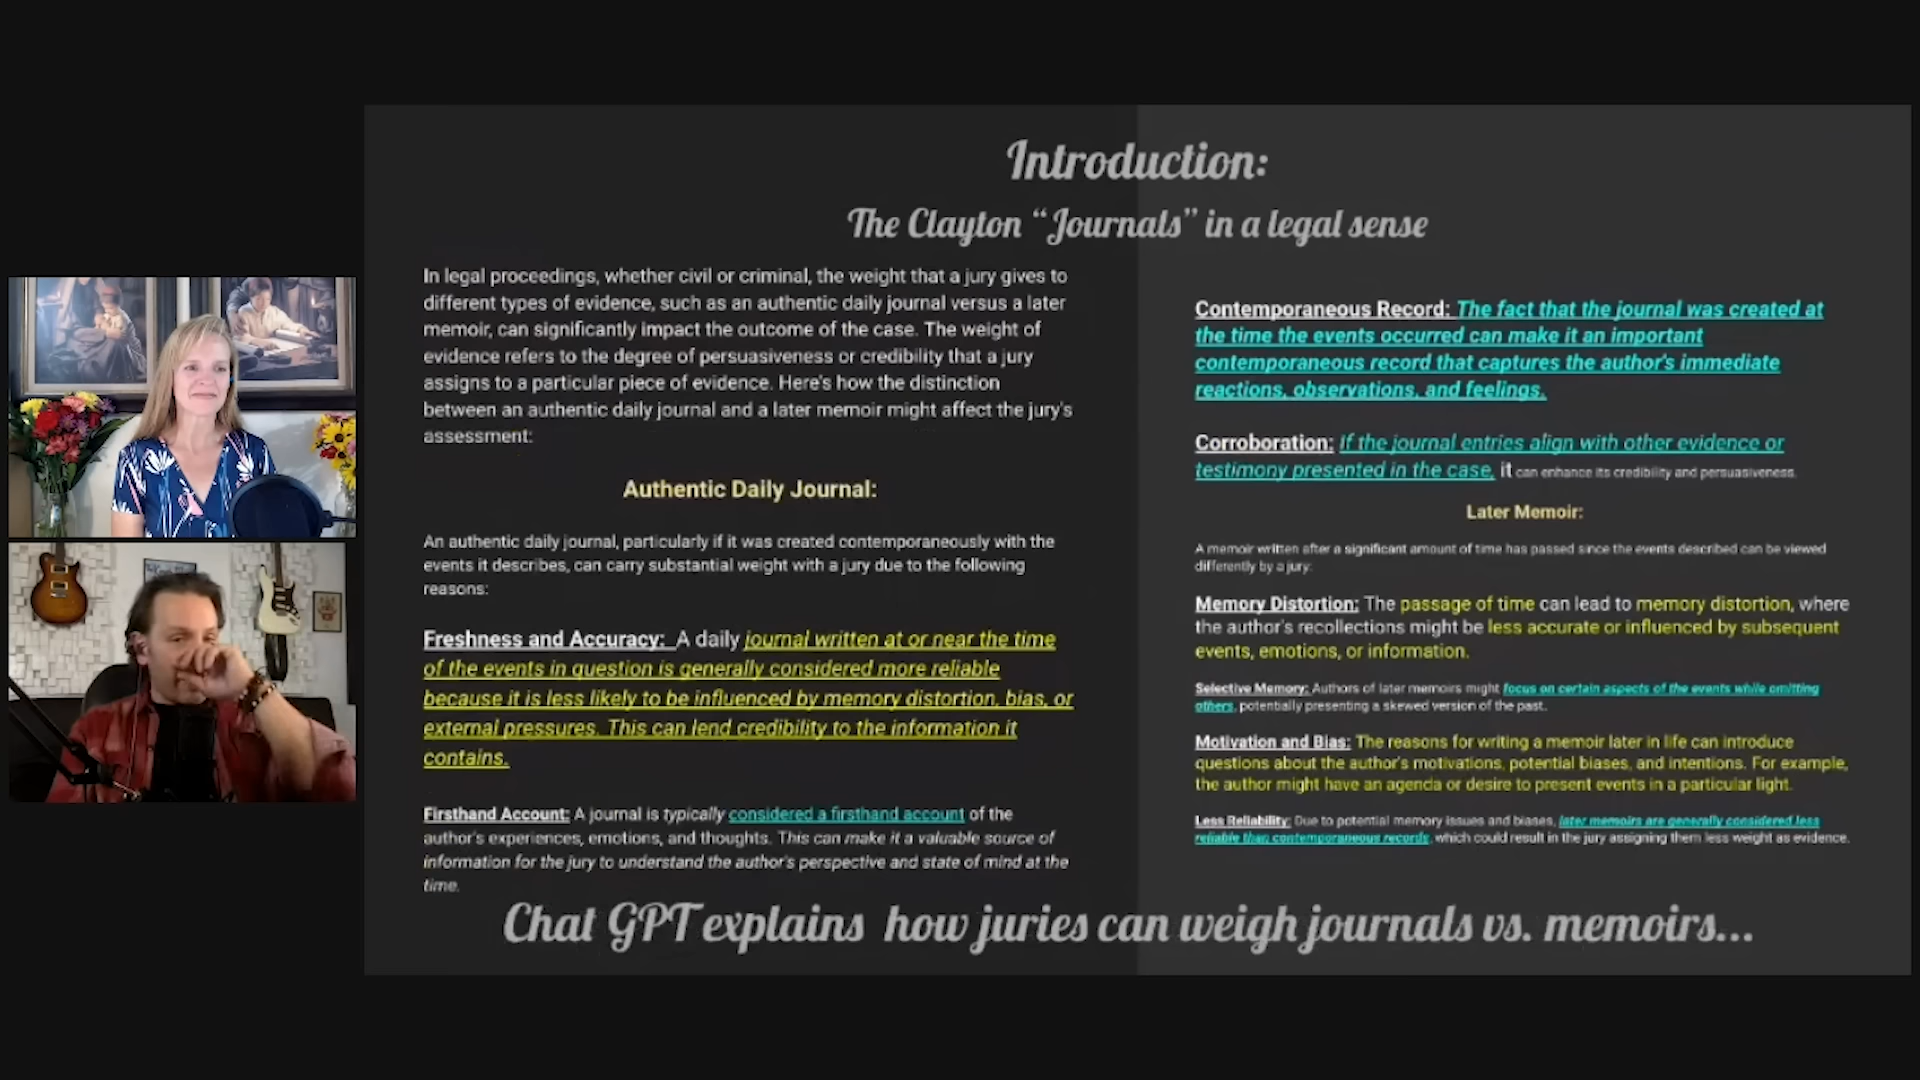 Introduction:
The Clayton “Journals” in a legal sense
In legal proceedings, whether civil or criminal, the weight that a jury gives to
different types of evidence, such as an authentic daily journal versus a later
memoir, can significantly impact the outcome of the case. The weight of
evidence refers to the degree of persuasiveness or credibility that a jury
assigns to a particular piece of evidence. Here's how the distinction
between an authentic daily journal and a later memoir might affect the jury's
assessment:
Authentic Daily Journal:
An authentic daily journal, particularly if it was created contemporaneously with the
events it describes, can carry substantial weight with a jury due to the following
reasons:
Freshness and Accuracy: A daily journal written at or near the time
of the events in question is generally considered more reliable
because it is less likely to be influenced by memory distortion, bias, or
external pressures. This can lend credibility to the information it
contains.
Firsthand Account: A journal is typically considered a firsthand account of the
author's experiences, emotions, and thoughts. This can make it a valuable source of
information for the jury to understand the author's perspective and state of mind at the
time.
Contemporaneous Record: The fact that the journal was created at
the time the events occurred can make it an important
contemporaneous record that captures the author's immediate
reactions, observations, and feelings.
Corroboration: If the journal entries align with other evidence or
testimony presented in the case, it can enhance its credibility and persuasiveness.
Later Memoir:
A memoir written after a significant amount of time has passed since the events described can be viewed
differently by a jury:
Memory Distortion: The passage of time can lead to memory distortion, where
the author's recollections might be less accurate or influenced by subsequent
events, emotions, or information.
Selective Memory: Authors of later memoirs might focus on certain aspects of the events while omitting
others, potentially presenting a skewed version of the past.
Motivation and Bias: The reasons for writing a memoir later in life can introduce
questions about the author's motivations, potential biases, and intentions. For example,
the author might have an agenda or desire to present events in a particular light.
Less Reliability: Due to potential memory issues and biases, later memoirs are generally considered less
reliable than contemporaneous records, which could result in the jury assigning them less weight as evidence.
Chat GPT explains how juries can weigh journals vs. memoirs...